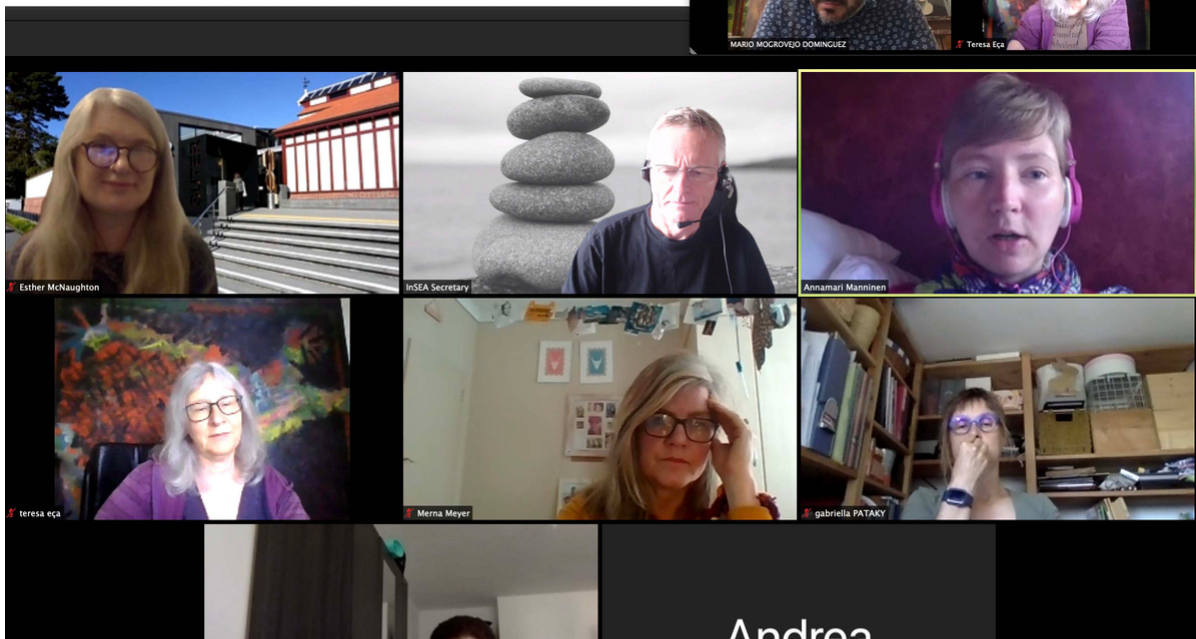 MARIO MOGROVEJO DOMINGUEZ
Teresa Eça
Esther McNaughton
InSEA Secretary
Annamari Manninen
teresa eça
Merna Meyer
gabriella PATAKY
Andrea